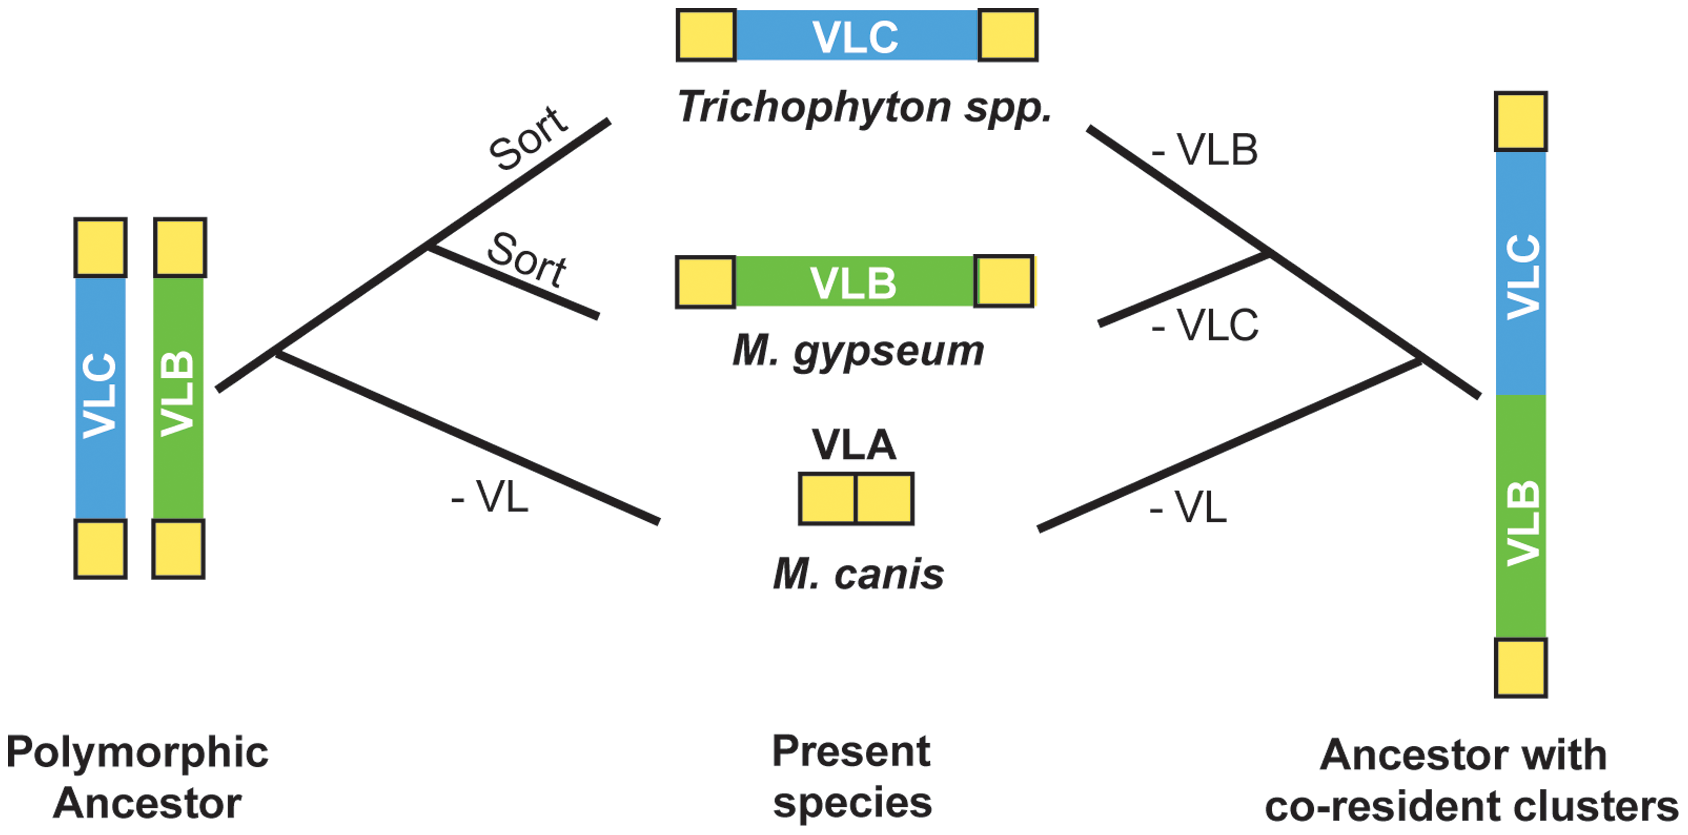 VLC
Trichophyton spp.
Sort
- VLB
Sort
VLB
M. gypseum
- VLC
VLC
VLB
VLC
VLB
VLA
M. canis
- VL
- VL
Polymorphic
Ancestor
Present
species
Ancestor with
co-resident clusters